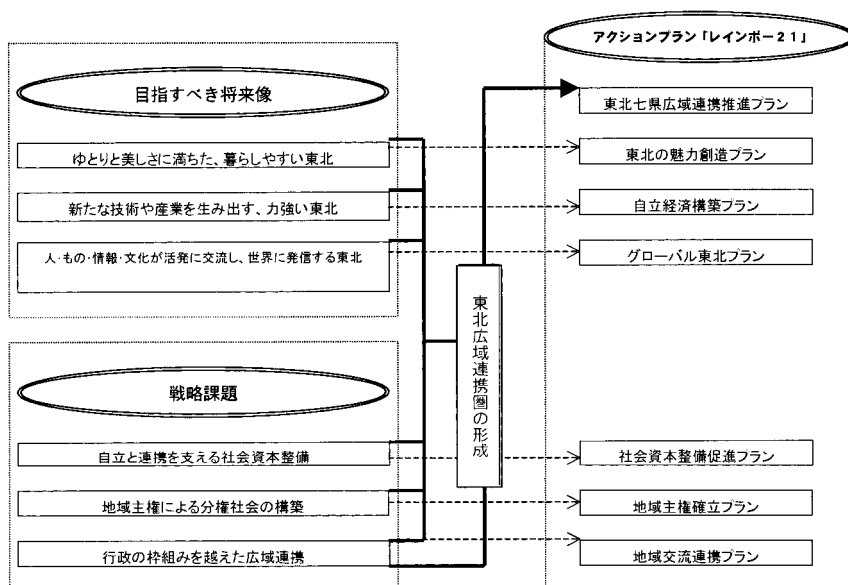 アクションプラン「レインボー２１」
目指すべき将来像
東北七県広域連携推進プラン
ゆとりと美しさに満ちた、暮らしやすい東北
東北の魅力創造プラン
新たな技術や産業を生み出す、力強い東北
自立経済構築プラン
人・もの・情報・文化が活発に交流し、世界に発信する東北
グローバル東北プラン
東北広域連携圏の形成
戦略課題
自立と連携を支える社会資本整備
社会資本整備促進プラン
地域主権による分権社会の構築
地域主権確立プラン
行政の枠組みを越えた広域連携
地域交流連携プラン